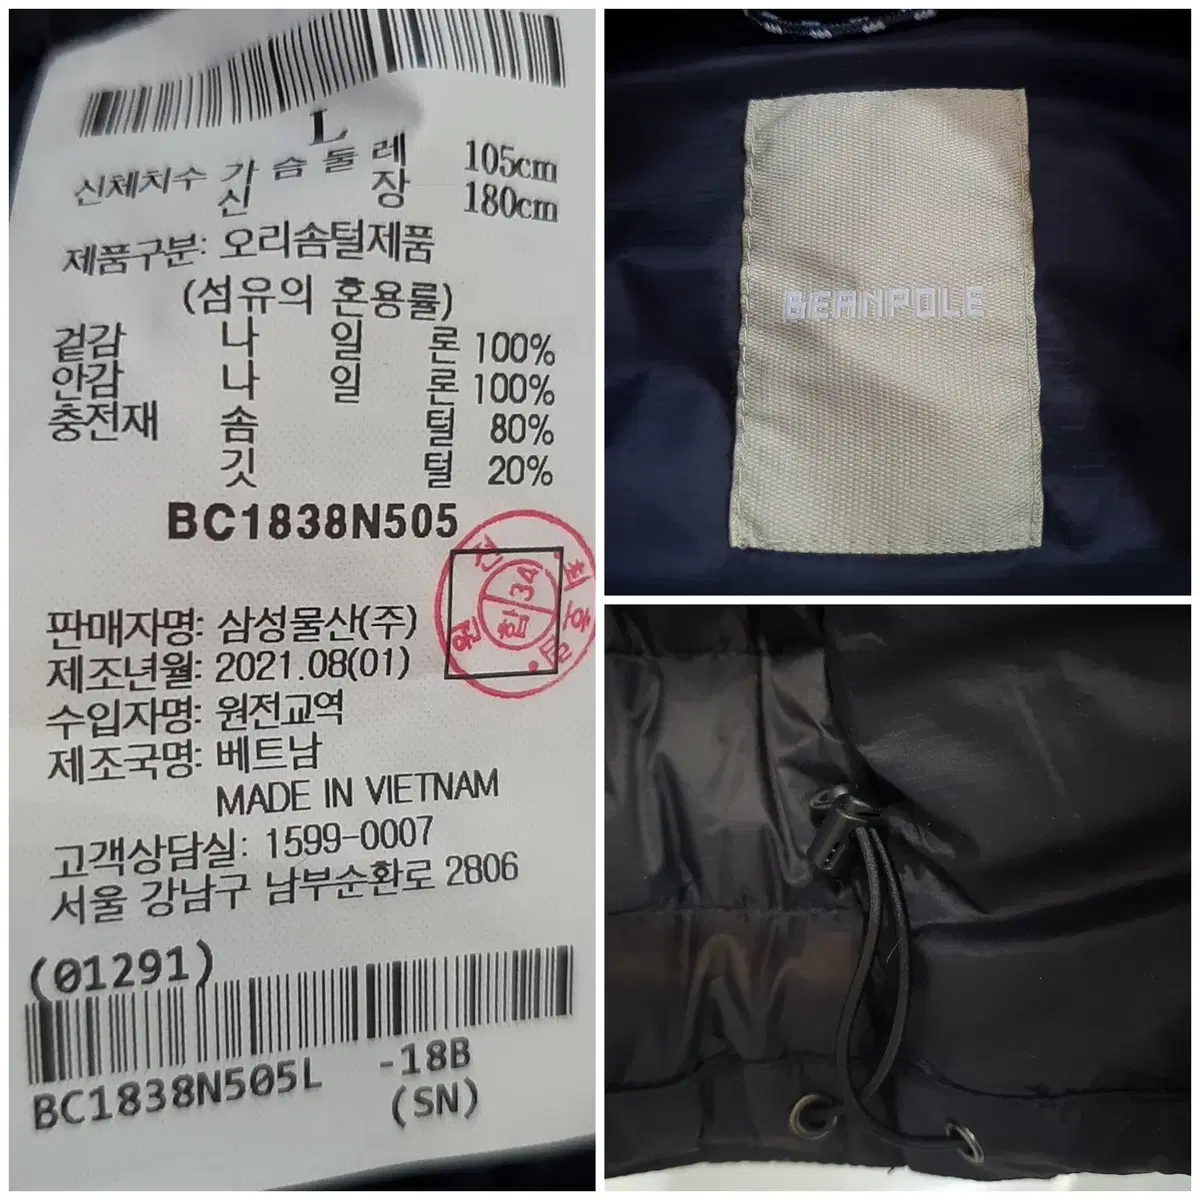 L
신체치수 가슴둘레 105cm
신장 180cm
제품구분: 오리솜털제품
(섬유의 혼용률)
겉감 나일론 100%
안감 나일론 100%
충전재 솜털 80%
깃털 20%
BC1838N505
합 34
판매자명: 삼성물산(주)
제조년월: 2021.08(01)
수입자명: 원전교역
제조국명: 베트남
MADE IN VIETNAM
고객상담실: 1599-0007
서울 강남구 남부순환로 2806
(01291)
BC1838N505L -18B
(SN)
BEANPOLE